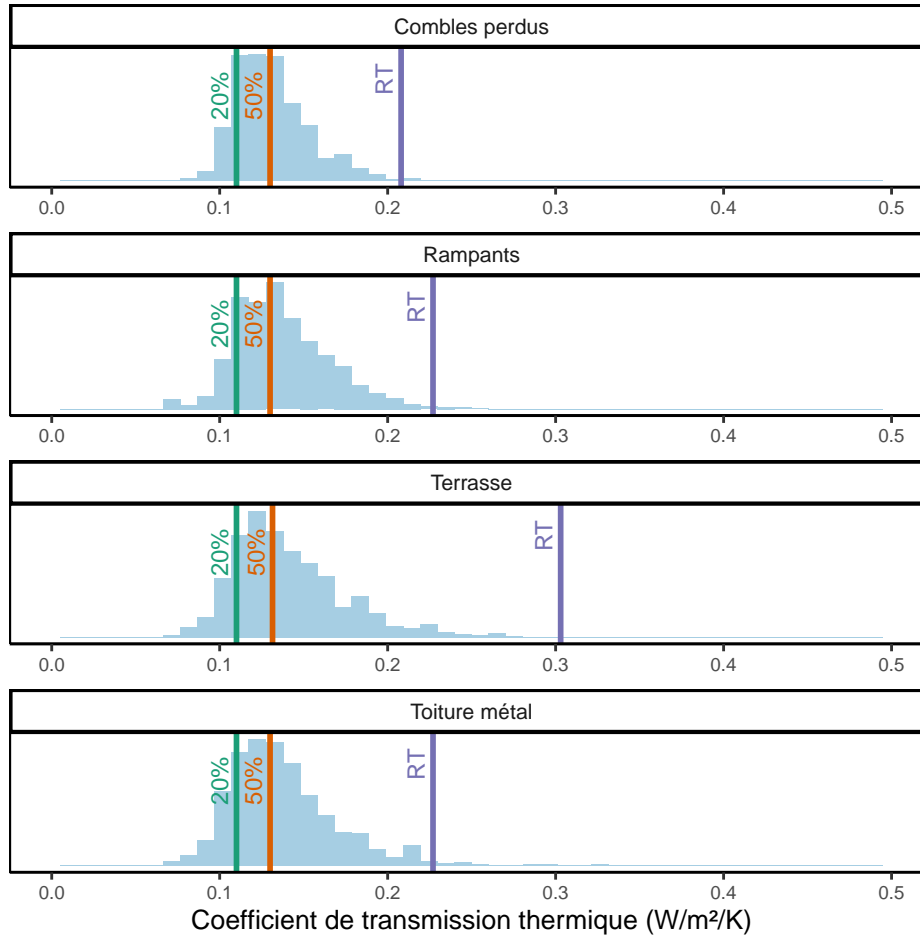 Combles perdus
20%
50%
RT
0.0 0.1 0.2 0.3 0.4 0.5
Rampants
20%
50%
RT
0.0 0.1 0.2 0.3 0.4 0.5
Terrasse
20%
50%
RT
0.0 0.1 0.2 0.3 0.4 0.5
Toiture métal
20%
50%
RT
0.0 0.1 0.2 0.3 0.4 0.5
Coefficient de transmission thermique (W/m²/K)